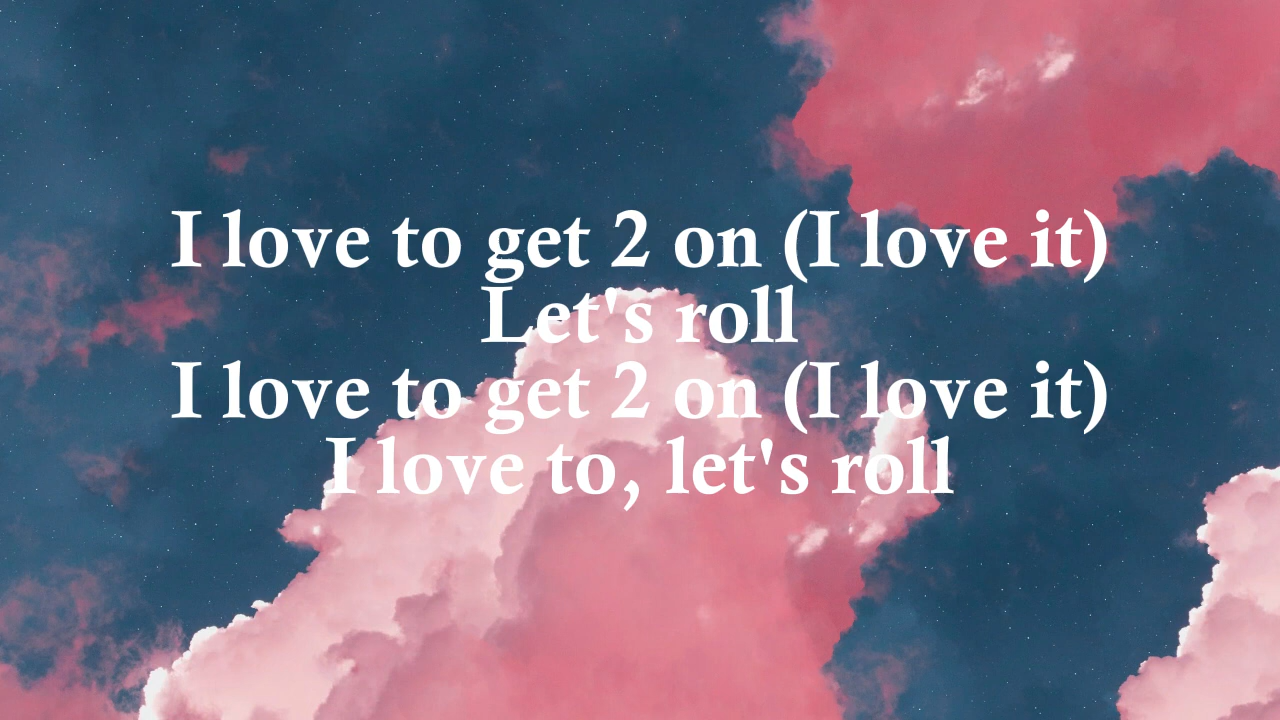 I love to get 2 on (I love it)
Let's roll
I love to get 2 on (I love it)
I love to, let's roll